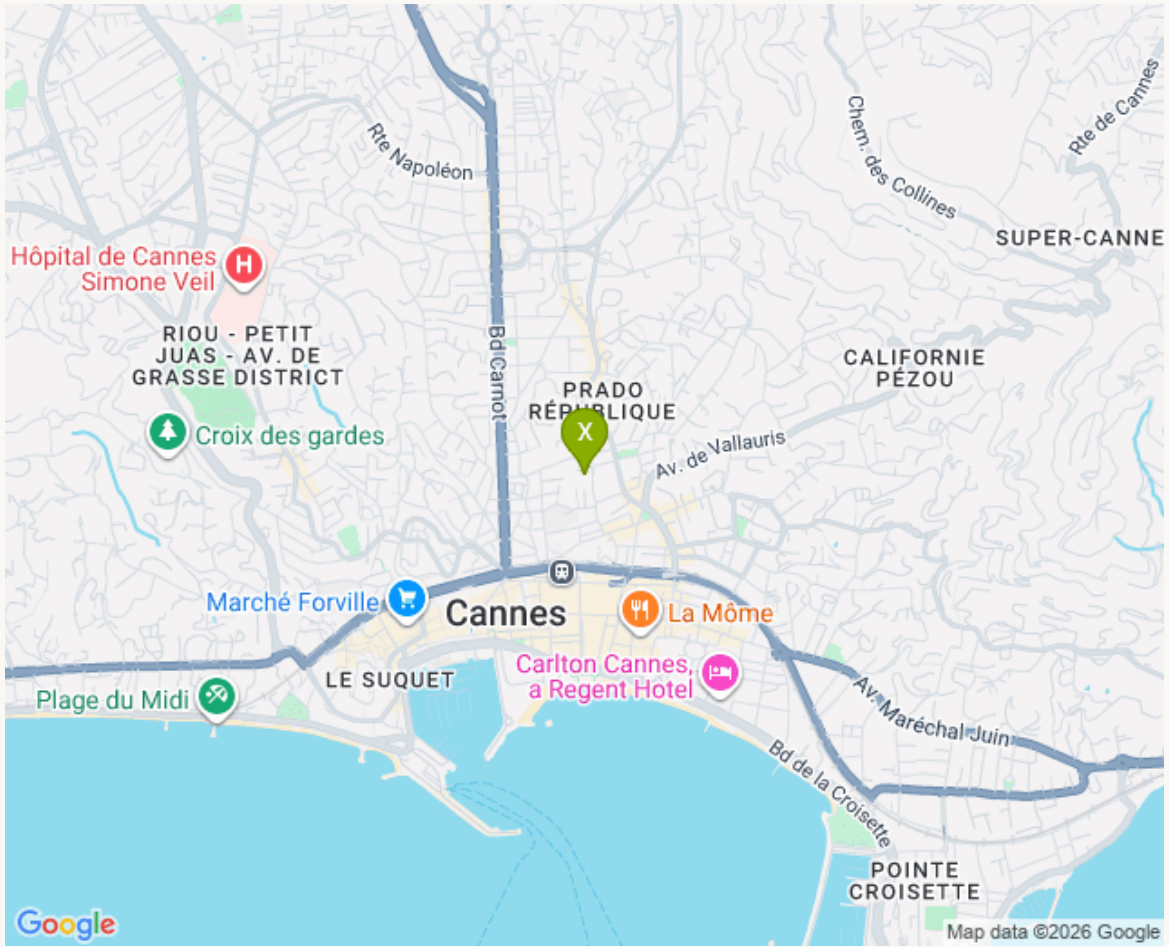 Rte Napoléon
Chem. des Collines
Rte de Cannes
SUPER-CANNE
Hôpital de Cannes
Simone Veil
H
RIOU - PETIT
JUAS - AV. DE
GRASSE DISTRICT
Bd Carnot
CALIFORNIE
PÉZOU
PRADO
RÉPUBLIQUE
X
Croix des gardes
Av. de Vallauris
Marché Forville
Cannes
La Môme
LE SUQUET
Carlton Cannes,
a Regent Hotel
Plage du Midi
Av. Maréchal Juin
Bd de la Croisette
POINTE
CROISETTE
Google
Map data ©2026 Google